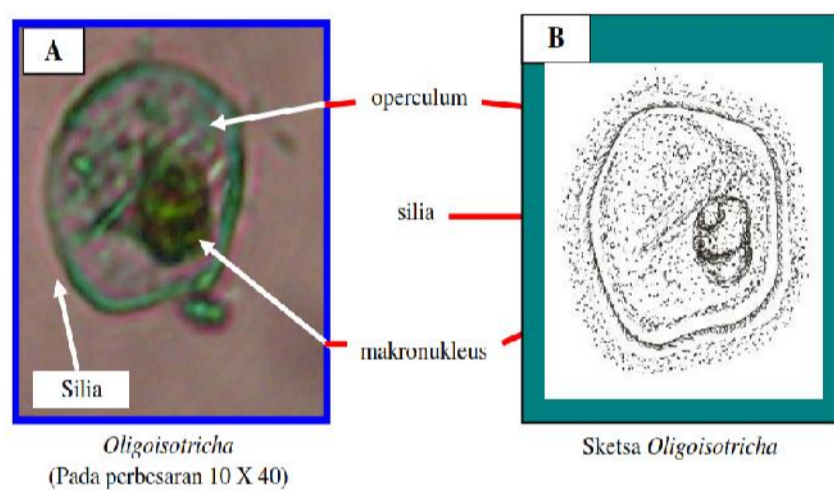 A
B
operculum
silia
makronukleus
Silia
Oligoisotricha
(Pada perbesaran 10 X 40)
Sketsa Oligoisotricha